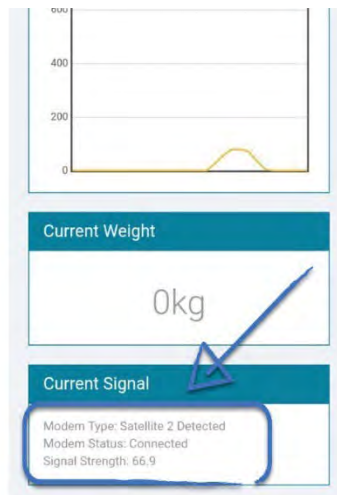 600
400
200
0
Current Weight
0kg
Current Signal
Modem Type: Satellite 2 Detected
Modem Status: Connected
Signal Strength: 66.9